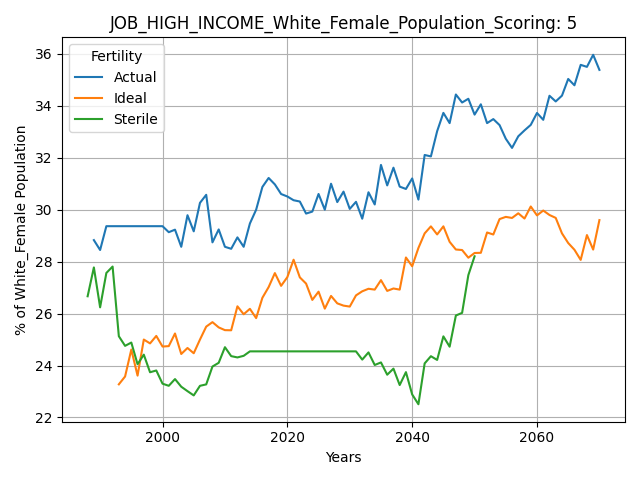 JOB_HIGH_INCOME_White_Female_Population_Scoring: 5
Fertility
Actual
Ideal
Sterile
% of White_Female Population
36
34
32
30
28
26
24
22
2000 2020 2040 2060
Years